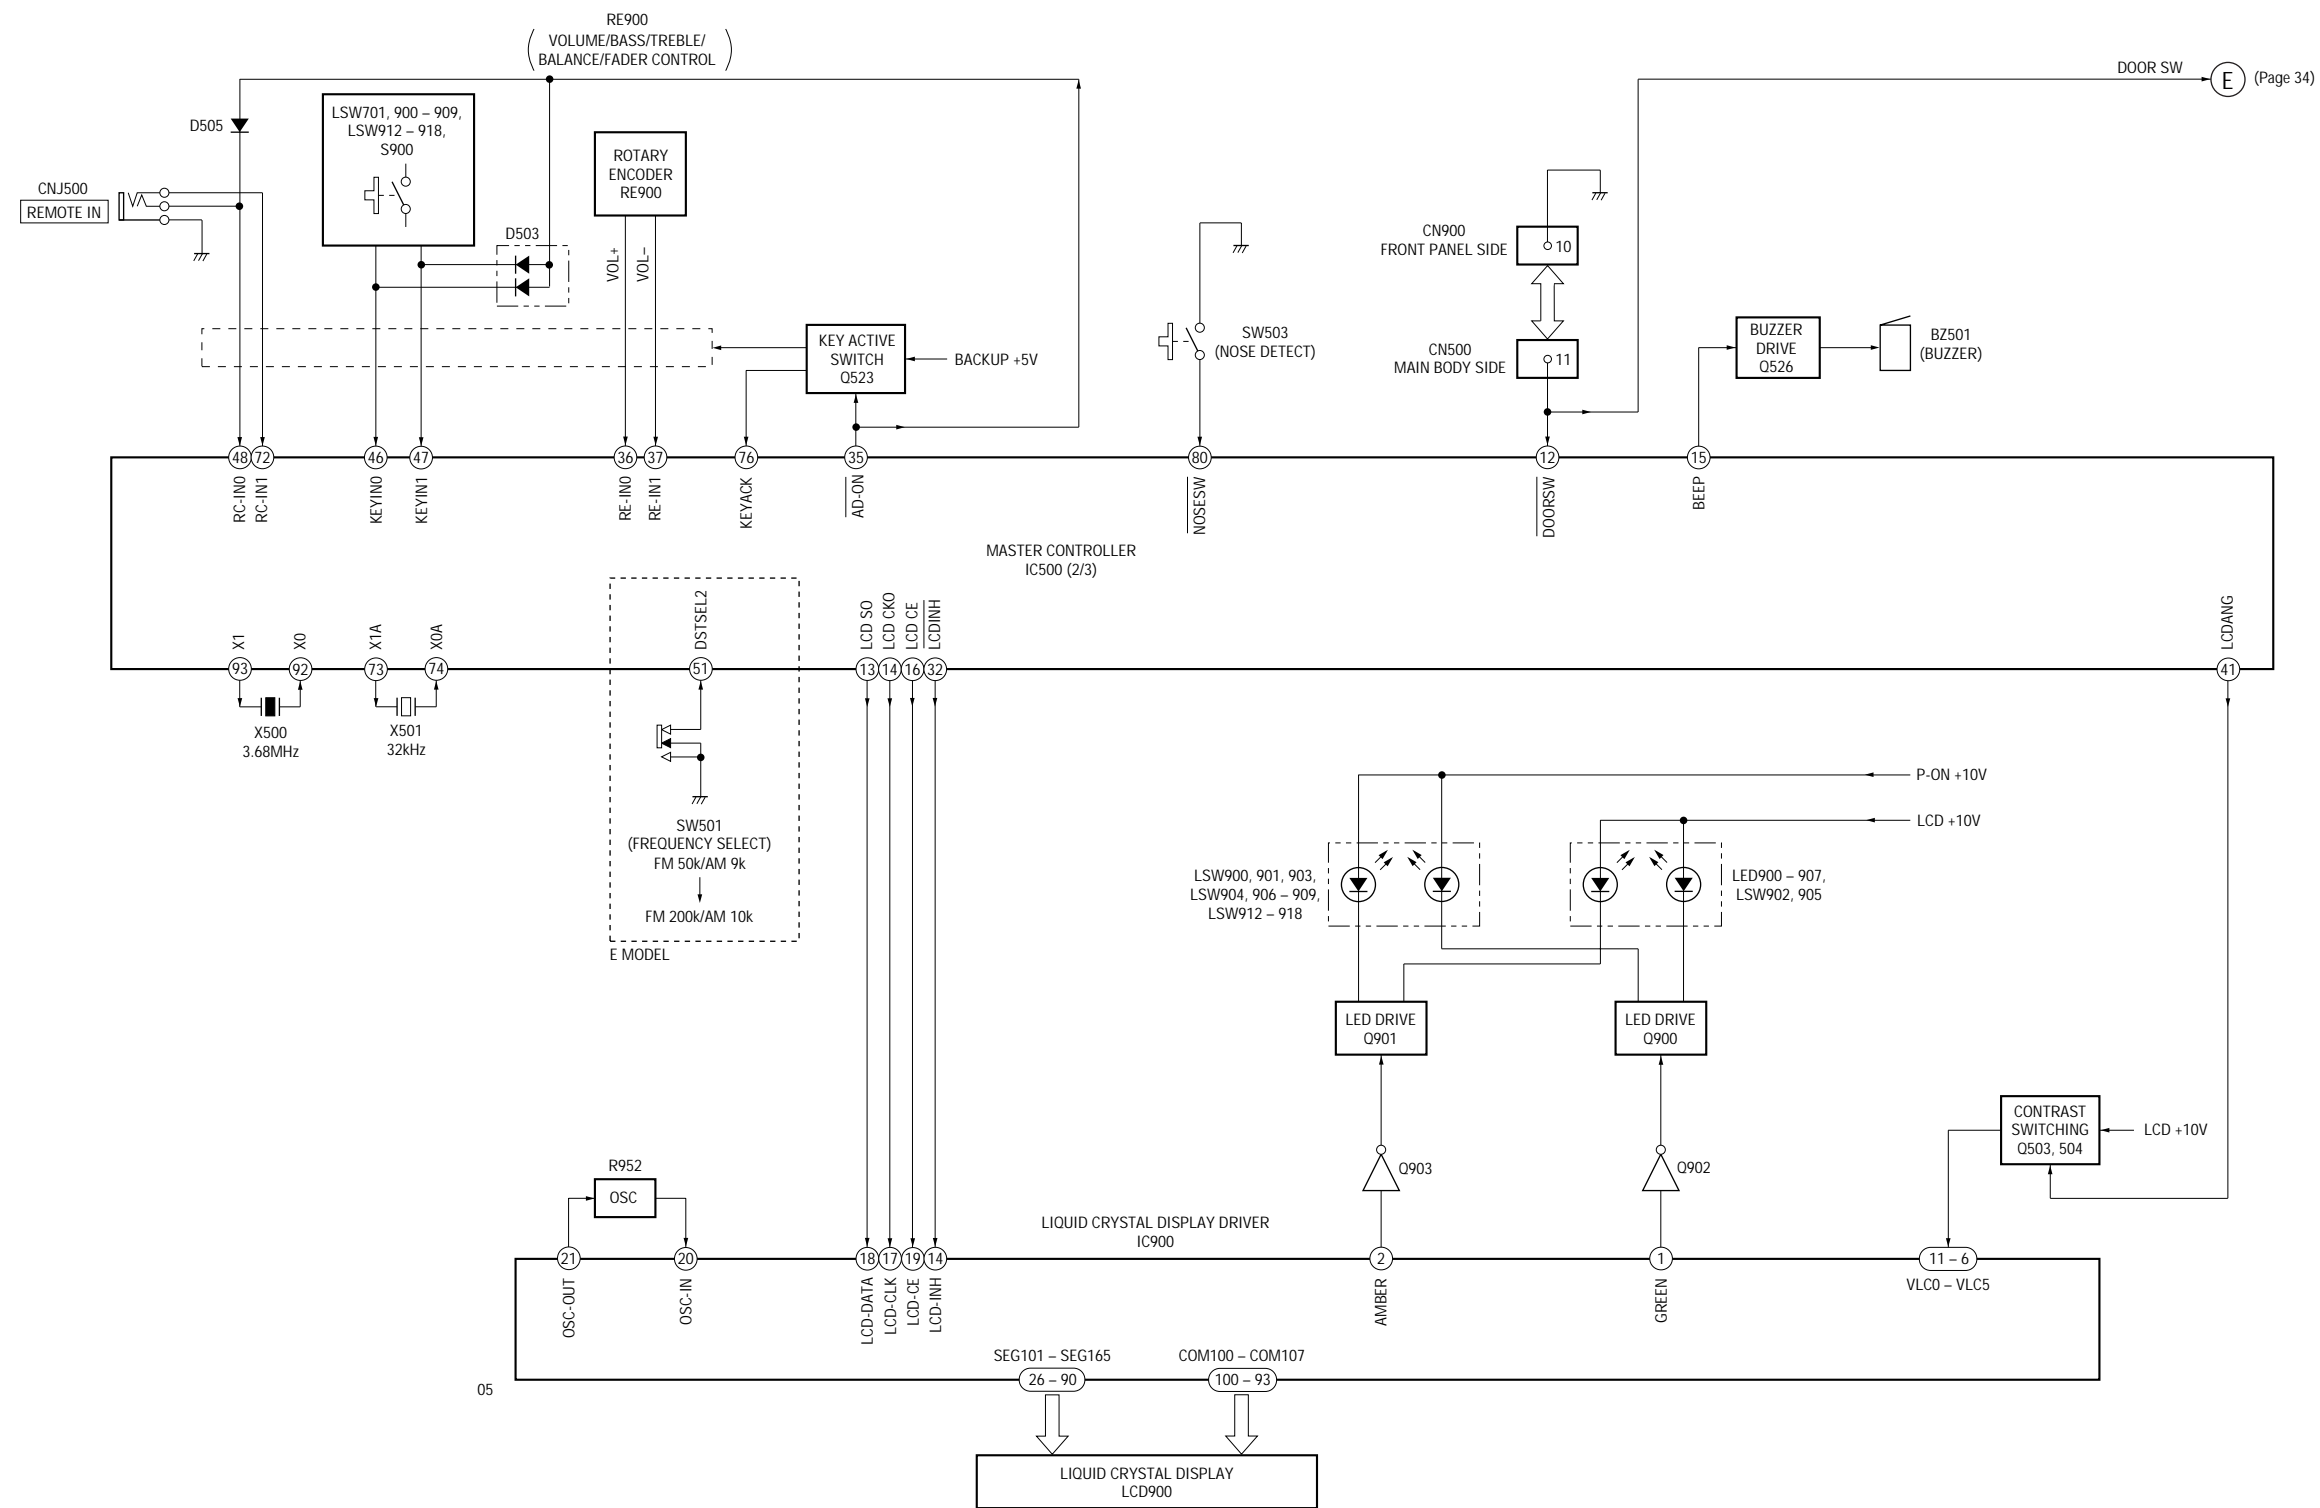 RE900
VOLUME/BASS/TREBLE/
BALANCE/FADER CONTROL
DOOR SW
E
(Page 34)
D505
LSW701, 900 – 909,
LSW912 – 918,
S900
ROTARY
ENCODER
RE900
CNJ500
REMOTE IN
D503
VOL+
VOL–
CN900
FRONT PANEL SIDE
10
KEY ACTIVE
SWITCH
Q523
BACKUP +5V
SW503
(NOSE DETECT)
CN500
MAIN BODY SIDE
11
BUZZER
DRIVE
Q526
BZ501
(BUZZER)
48
72
46
47
36
37
76
35
80
12
15
RC-IN0
RC-IN1
KEYIN0
KEYIN1
RE-IN0
RE-IN1
KEYACK
AD-ON
NOSESW
DOORSW
BEEP
MASTER CONTROLLER
IC500 (2/3)
X1
X0
X1A
X0A
DSTSEL2
LCD SO
LCD CKO
LCD CE
LCDINH
LCDANG
93
92
73
74
51
13
14
16
32
41
X500
3.68MHz
X501
32kHz
SW501
(FREQUENCY SELECT)
FM 50k/AM 9k
FM 200k/AM 10k
E MODEL
P-ON +10V
LCD +10V
LSW900, 901, 903,
LSW904, 906 – 909,
LSW912 – 918
LED900 – 907,
LSW902, 905
LED DRIVE
Q901
LED DRIVE
Q900
CONTRAST
SWITCHING
Q503, 504
LCD +10V
Q903
Q902
R952
OSC
LIQUID CRYSTAL DISPLAY DRIVER
IC900
21
20
18
17
19
14
2
1
11 – 6
OSC-OUT
OSC-IN
LCD-DATA
LCD-CLK
LCD-CE
LCD-INH
AMBER
GREEN
VLC0 – VLC5
SEG101 – SEG165
COM100 – COM107
26 – 90
100 – 93
05
LIQUID CRYSTAL DISPLAY
LCD900